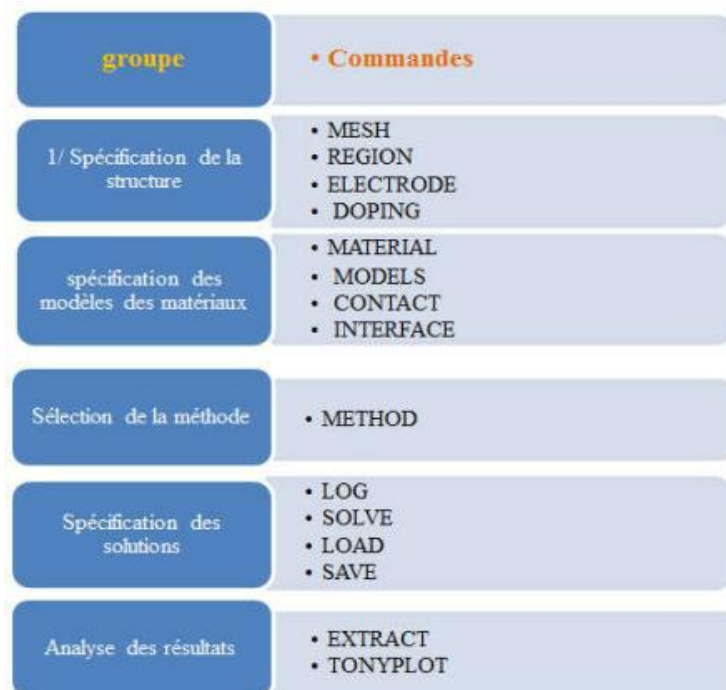 groupe
• Commandes
1/ Spécification de la
structure
• MESH
• REGION
• ELECTRODE
• DOPING
spécification des
modèles des matériaux
• MATERIAL
• MODELS
• CONTACT
• INTERFACE
Sélection de la méthode
• METHOD
Spécification des
solutions
• LOG
• SOLVE
• LOAD
• SAVE
Analyse des résultats
• EXTRACT
• TONYPLOT